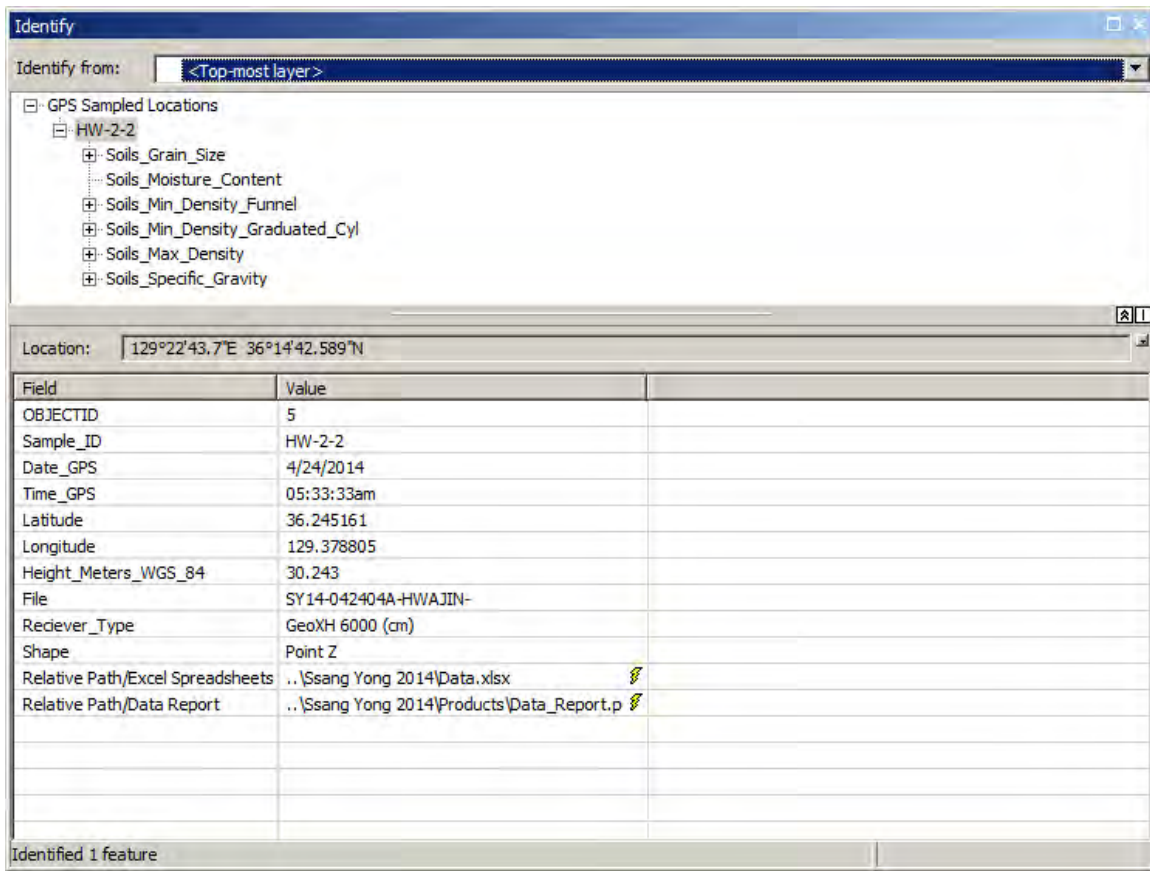 Identify
Identify from: <Top-most layer>
GPS Sampled Locations
HW-2-2
Soils_Grain_Size
Soils_Moisture_Content
Soils_Min_Density_Funnel
Soils_Min_Density_Graduated_Cyl
Soils_Max_Density
Soils_Specific_Gravity
Location: 129°22'43.7"E 36°14'42.589"N
Field Value
OBJECTID 5
Sample_ID HW-2-2
Date_GPS 4/24/2014
Time_GPS 05:33:33am
Latitude 36.245161
Longitude 129.378805
Height_Meters_WGS_84 30.243
File SY14-042404A-HWAJIN-
Reciever_Type GeoXH 6000 (cm)
Shape Point Z
Relative Path/Excel Spreadsheets ..\Ssang Yong 2014\Data.xlsx
Relative Path/Data Report ..\Ssang Yong 2014\Products\Data_Report.p
Identified 1 feature